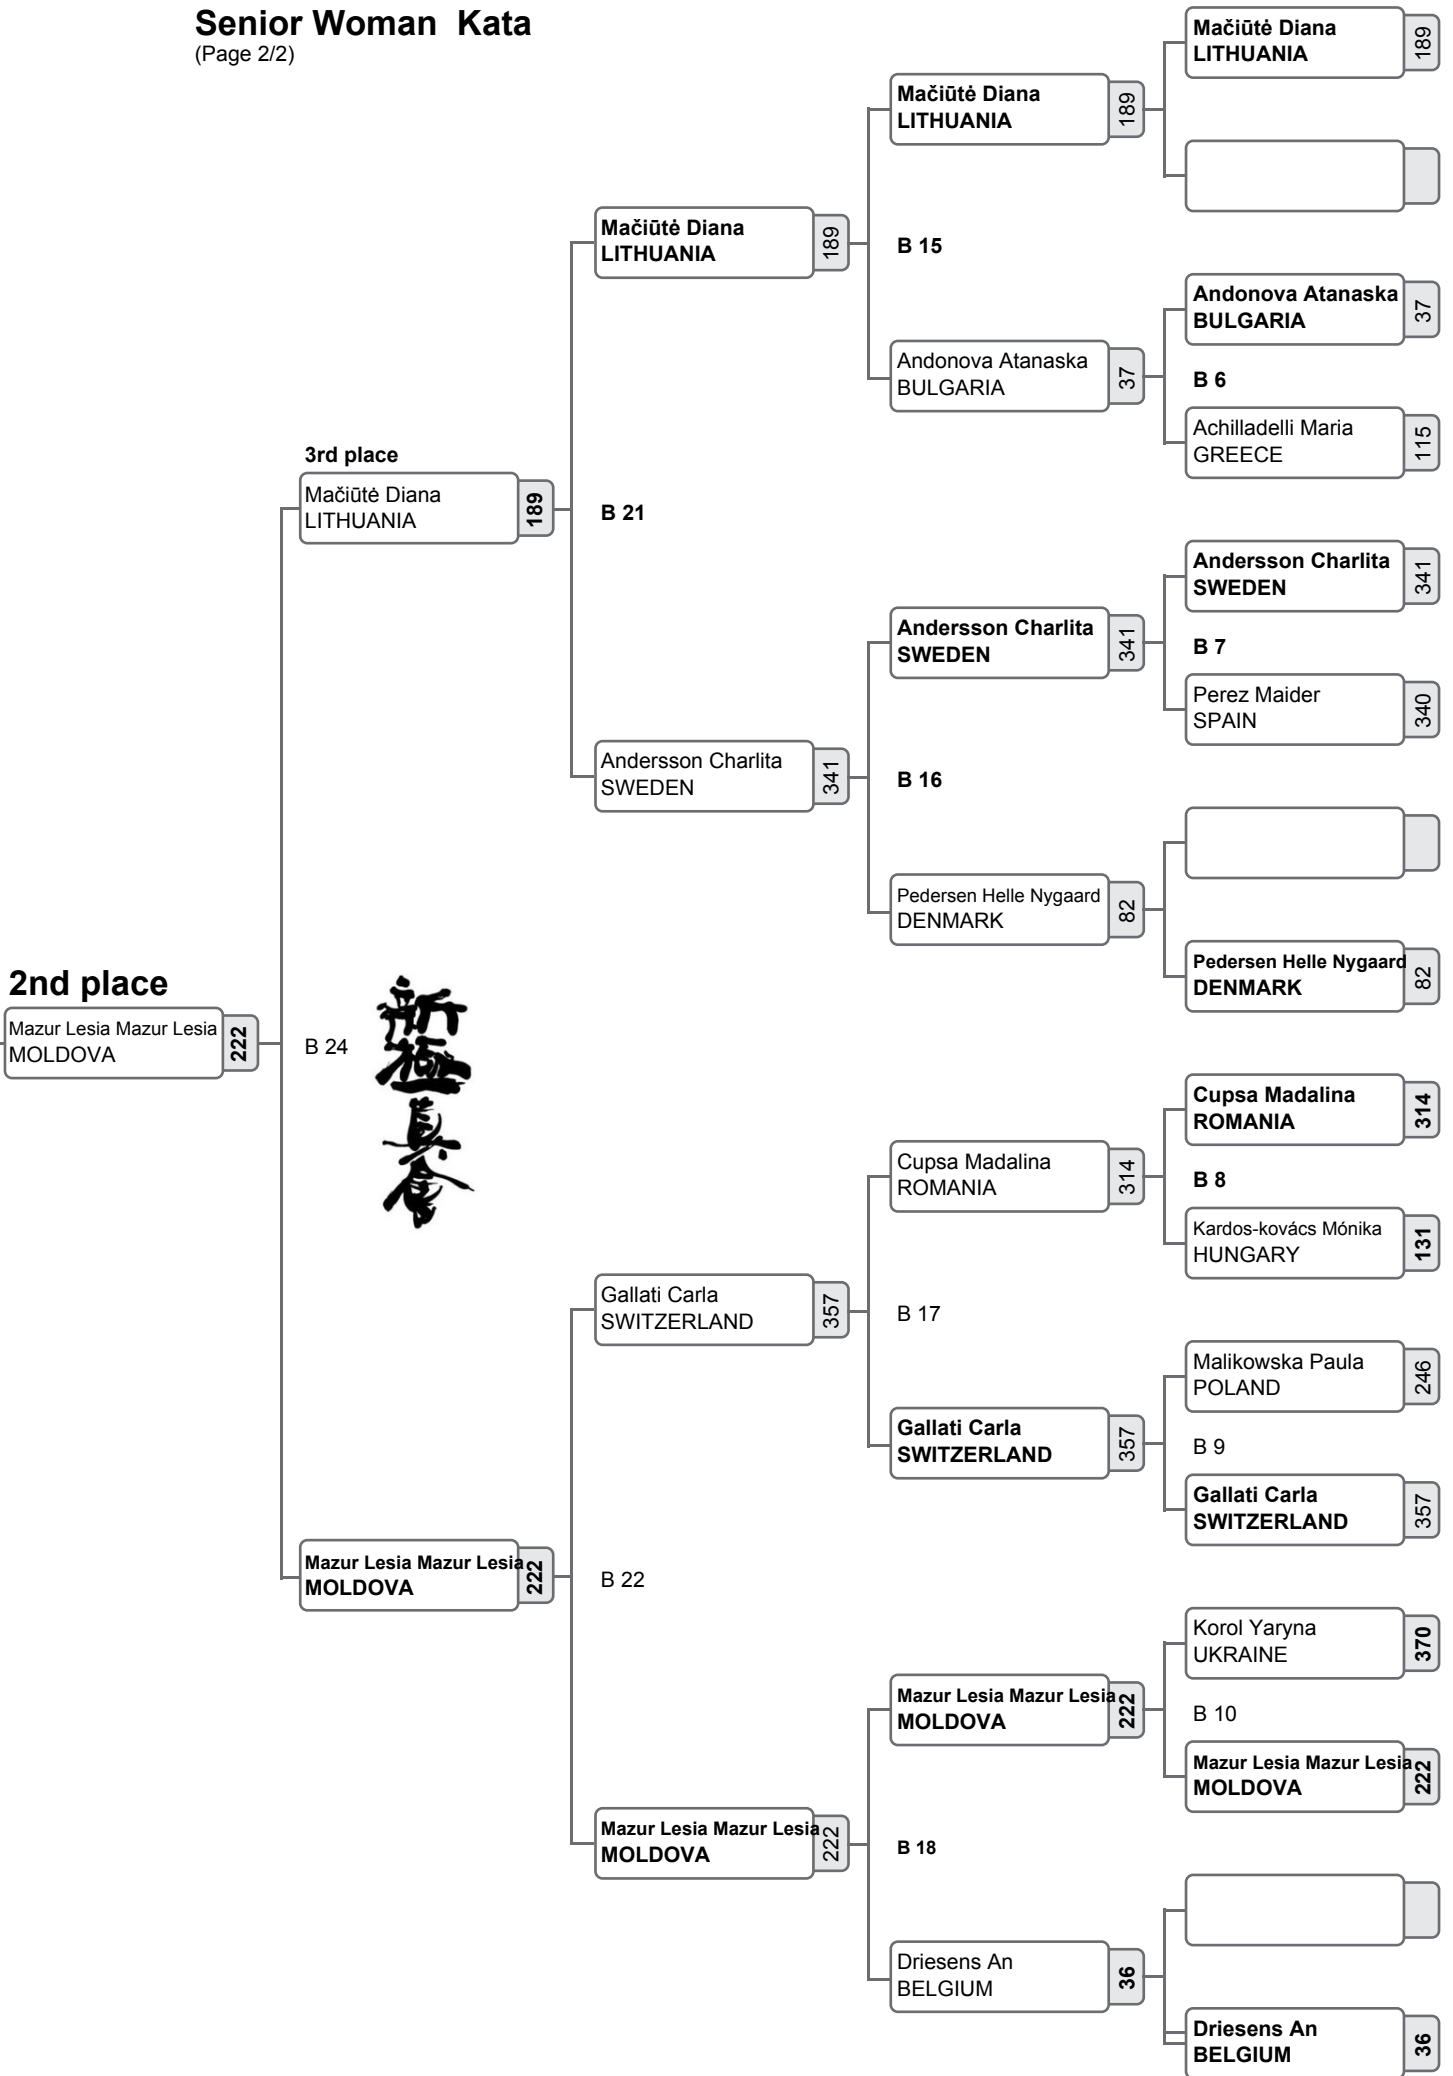 Senior Woman  Kata
(Page 2/2)
Mačiūtė Diana
LITHUANIA
189
Andonova Atanaska
BULGARIA
37
B 6
Achilladelli Maria
GREECE
115
Andersson Charlita
SWEDEN
341
B 7
Perez Maider
SPAIN
340
Pedersen Helle Nygaard
DENMARK
82
Cupsa Madalina
ROMANIA
314
B 8
Kardos-kovács Mónika
HUNGARY
131
Malikowska Paula
POLAND
246
B 9
Gallati Carla
SWITZERLAND
357
Korol Yaryna
UKRAINE
370
B 10
Mazur Lesia Mazur Lesia
MOLDOVA
222
Driesens An
BELGIUM
36
Mačiūtė Diana
LITHUANIA
189
B 15
Andonova Atanaska
BULGARIA
37
Andersson Charlita
SWEDEN
341
B 16
Pedersen Helle Nygaard
DENMARK
82
Cupsa Madalina
ROMANIA
314
B 17
Gallati Carla
SWITZERLAND
357
Mazur Lesia Mazur Lesia
MOLDOVA
222
B 18
Driesens An
BELGIUM
36
Mačiūtė Diana
LITHUANIA
189
B 21
Andersson Charlita
SWEDEN
341
Gallati Carla
SWITZERLAND
357
B 22
Mazur Lesia Mazur Lesia
MOLDOVA
222
3rd place
Mačiūtė Diana
LITHUANIA
189
B 24
新極真会
Mazur Lesia Mazur Lesia
MOLDOVA
222
2nd place
Mazur Lesia Mazur Lesia
MOLDOVA
222